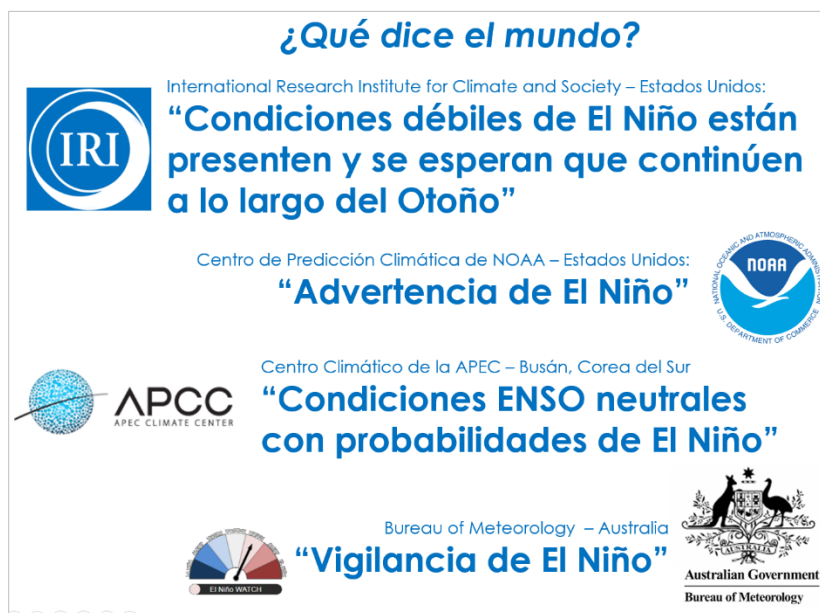 ¿Qué dice el mundo?
International Research Institute for Climate and Society – Estados Unidos:
IRI
“Condiciones débiles de El Niño están
presenten y se esperan que continúen
a lo largo del Otoño”
Centro de Predicción Climática de NOAA – Estados Unidos:
“Advertencia de El Niño”
NATIONAL OCEANIC AND ATMOSPHERIC ADMINISTRATION
NOAA
U.S. DEPARTMENT OF COMMERCE
Centro Climático de la APEC – Busán, Corea del Sur
APCC
APEC CLIMATE CENTER
“Condiciones ENSO neutrales
con probabilidades de El Niño”
Bureau of Meteorology – Australia
“Vigilancia de El Niño”
El Niño WATCH
AUSTRALIA
Australian Government
Bureau of Meteorology